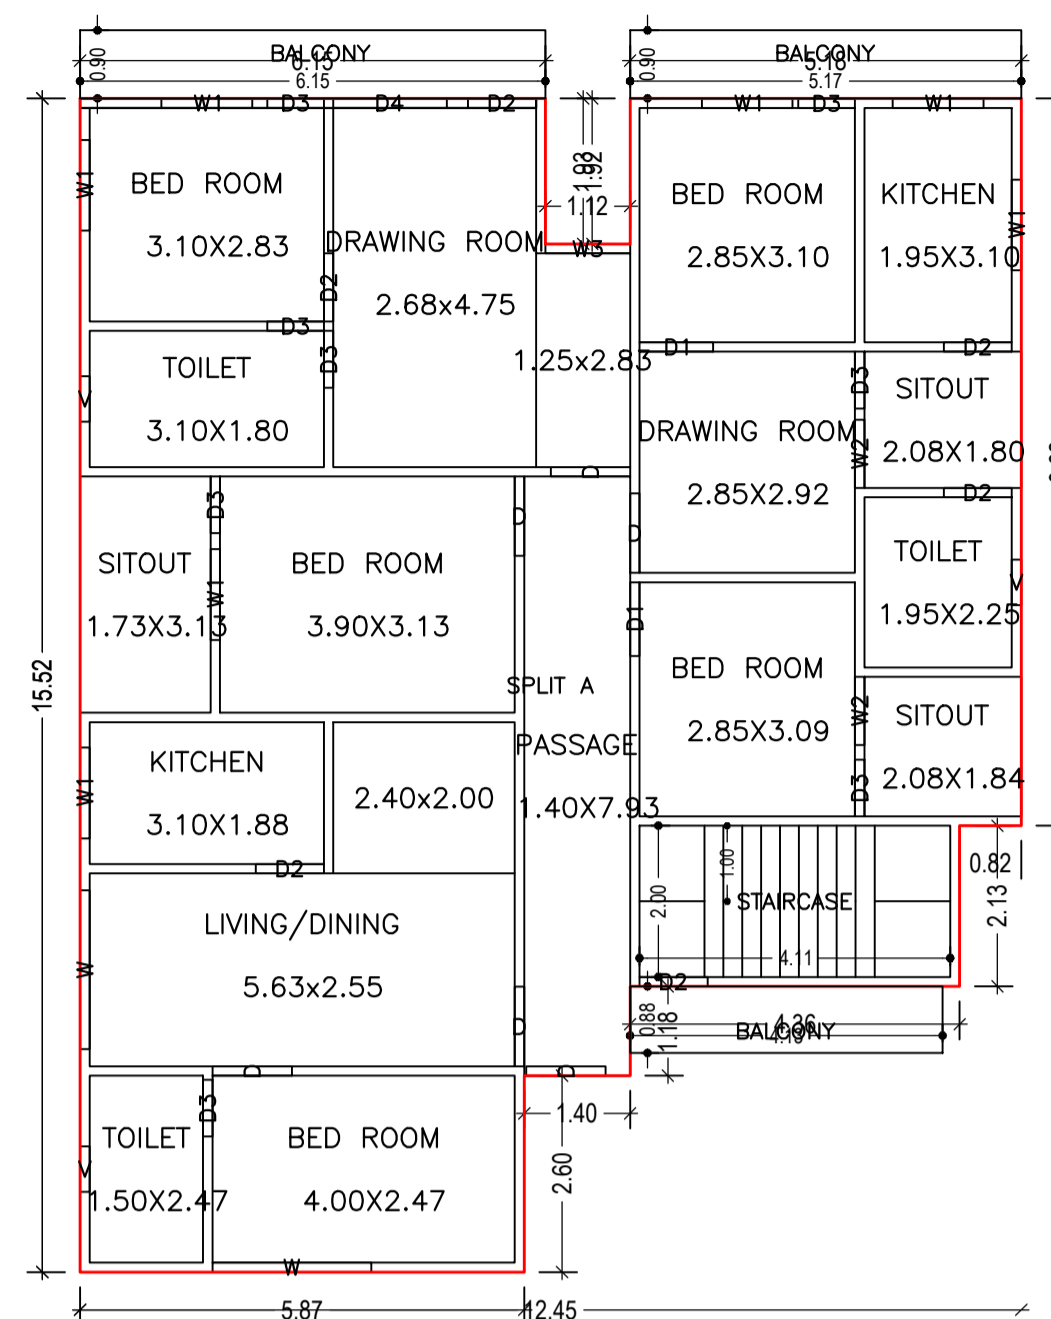 BALCONY
BALCONY
0.90
6.15
6.15
0.90
5.18
5.17
W1
D3
D4
D2
W1
D3
W1
W1
BED ROOM
3.10X2.83
DRAWING ROOM
2.68x4.75
1.93
1.92
1.12
W3
BED ROOM
2.85X3.10
KITCHEN
1.95X3.10
W1
D2
D3
D3
TOILET
3.10X1.80
V
1.25x2.83
D1
D2
D
DRAWING ROOM
2.85X2.92
D3
W2
SITOUT
2.08X1.80
D2
D3
D
D
SITOUT
1.73X3.13
W1
BED ROOM
3.90X3.13
TOILET
1.95X2.25
V
D1
15.52
SPLIT A
PASSAGE
1.40X7.93
BED ROOM
2.85X3.09
W2
D3
SITOUT
2.08X1.84
W1
KITCHEN
3.10X1.88
D2
2.40x2.00
2.00
1.00
STAIRCASE
4.11
0.82
2.13
LIVING/DINING
5.63x2.55
W
D
D2
0.88
1.18
4.36
BALCONY
D
D
D3
TOILET
1.50X2.47
V
BED ROOM
4.00X2.47
1.40
2.60
W
5.87
12.45